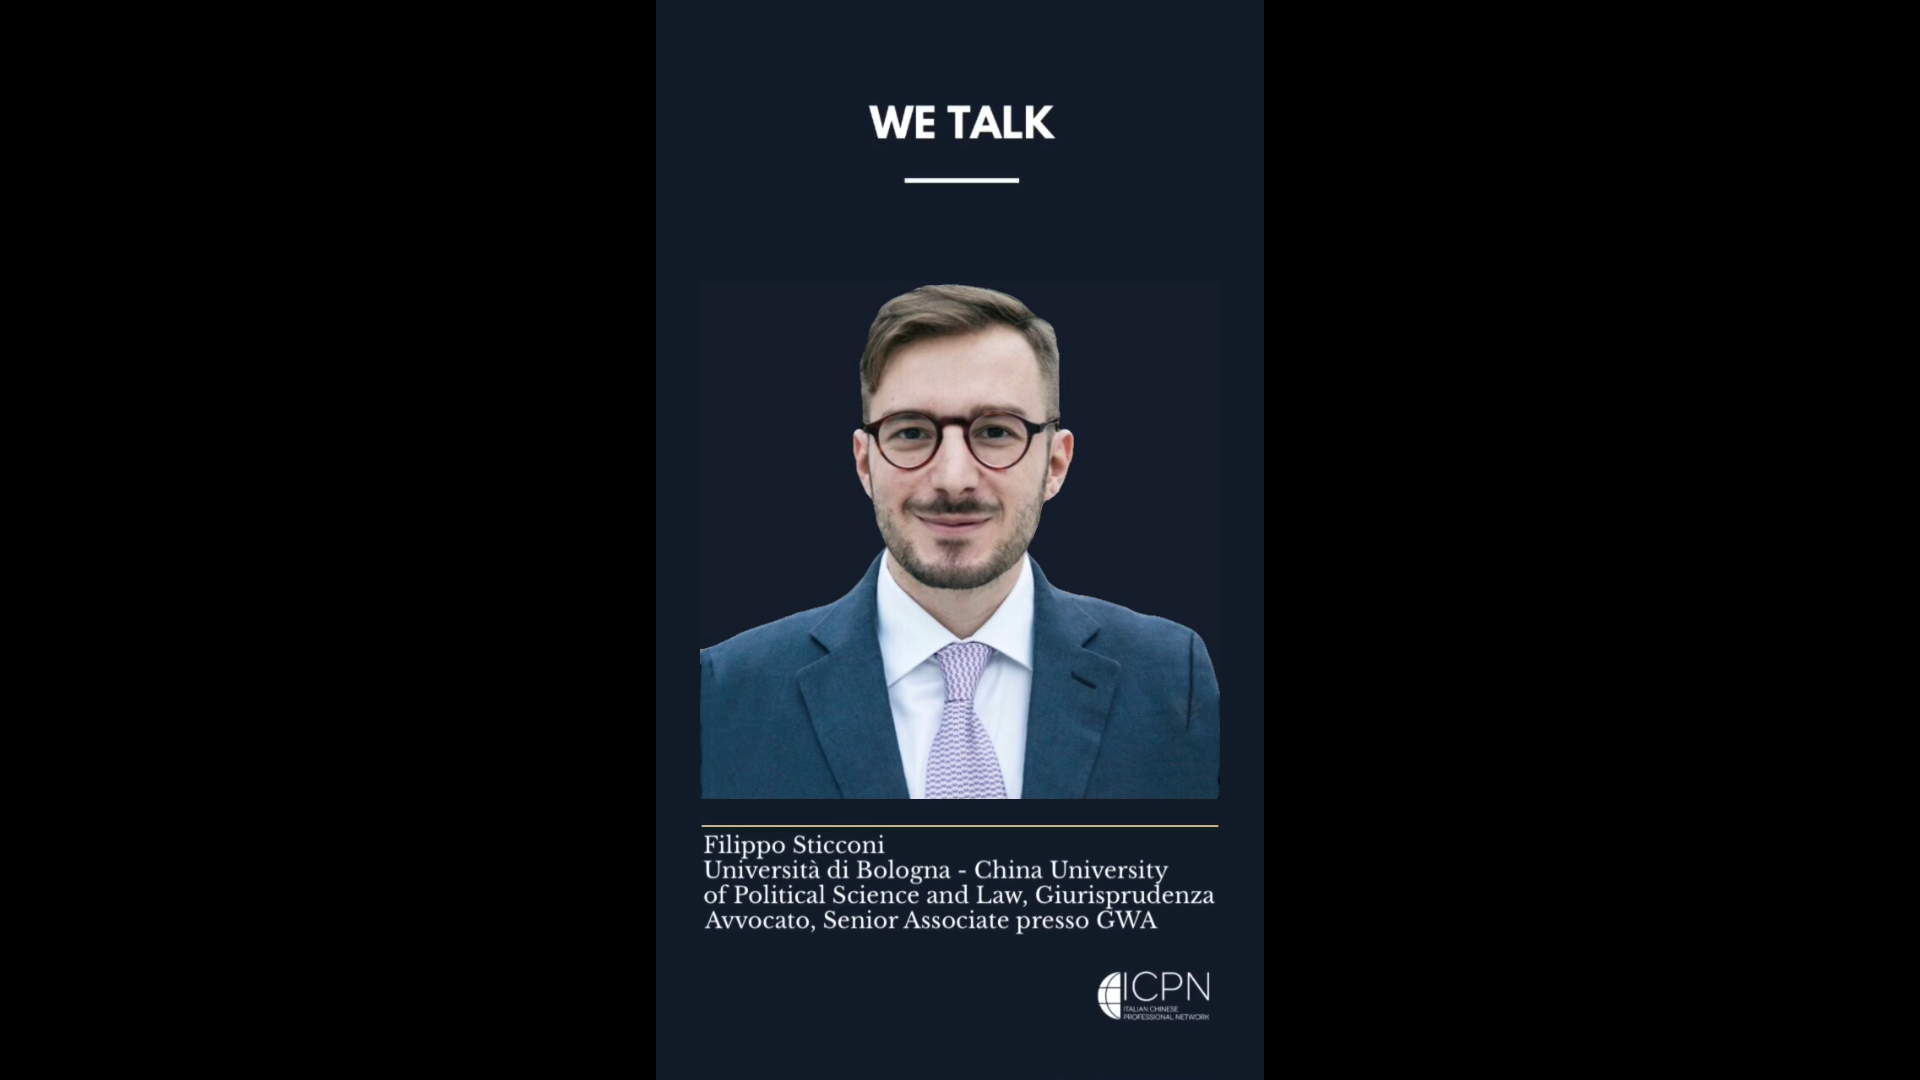 WE TALK
Filippo Sticconi
Università di Bologna - China University
of Political Science and Law, Giurisprudenza
Avvocato, Senior Associate presso GWA
ICPN
ITALIAN CHINESE
PROFESSIONAL NETWORK